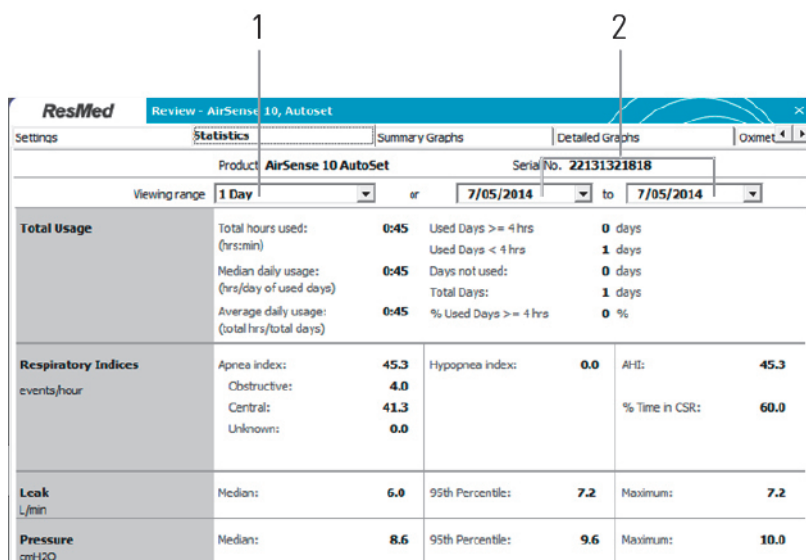 1 2
ResMed Review - AirSense 10, Autoset ×
Settings Statistics Summary Graphs Detailed Graphs Oximet
Product AirSense 10 AutoSet Serial No. 22131321818
Viewing range 1 Day or 7/05/2014 to 7/05/2014
Total Usage Total hours used: 0:45 Used Days >= 4 hrs 0 days
(hrs:min) Used Days < 4 hrs 1 days
Median daily usage: 0:45 Days not used: 0 days
(hrs/day of used days) Total Days: 1 days
Average daily usage: 0:45 % Used Days >= 4 hrs 0 %
(total hrs/total days)
Respiratory Indices Apnea index: 45.3 Hypopnea index: 0.0 AHI: 45.3
events/hour Obstructive: 4.0
Central: 41.3 % Time in CSR: 60.0
Unknown: 0.0
Leak Median: 6.0 95th Percentile: 7.2 Maximum: 7.2
L/min
Pressure Median: 8.6 95th Percentile: 9.6 Maximum: 10.0
cmH2O